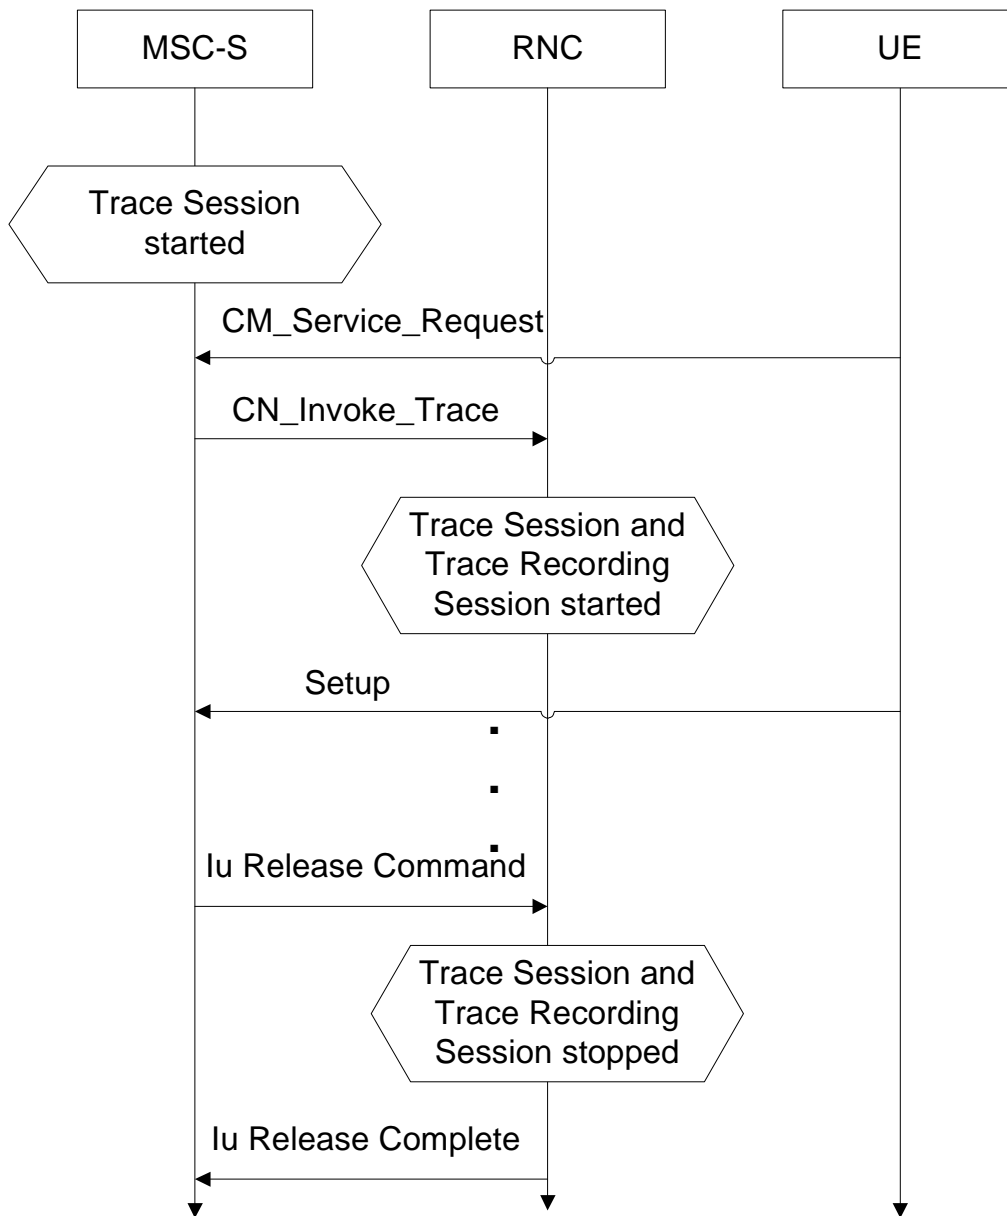 MSC-S
RNC
UE
Trace Session
started
CM_Service_Request
CN_Invoke_Trace
Trace Session and
Trace Recording
Session started
Setup
Iu Release Command
Trace Session and
Trace Recording
Session stopped
Iu Release Complete